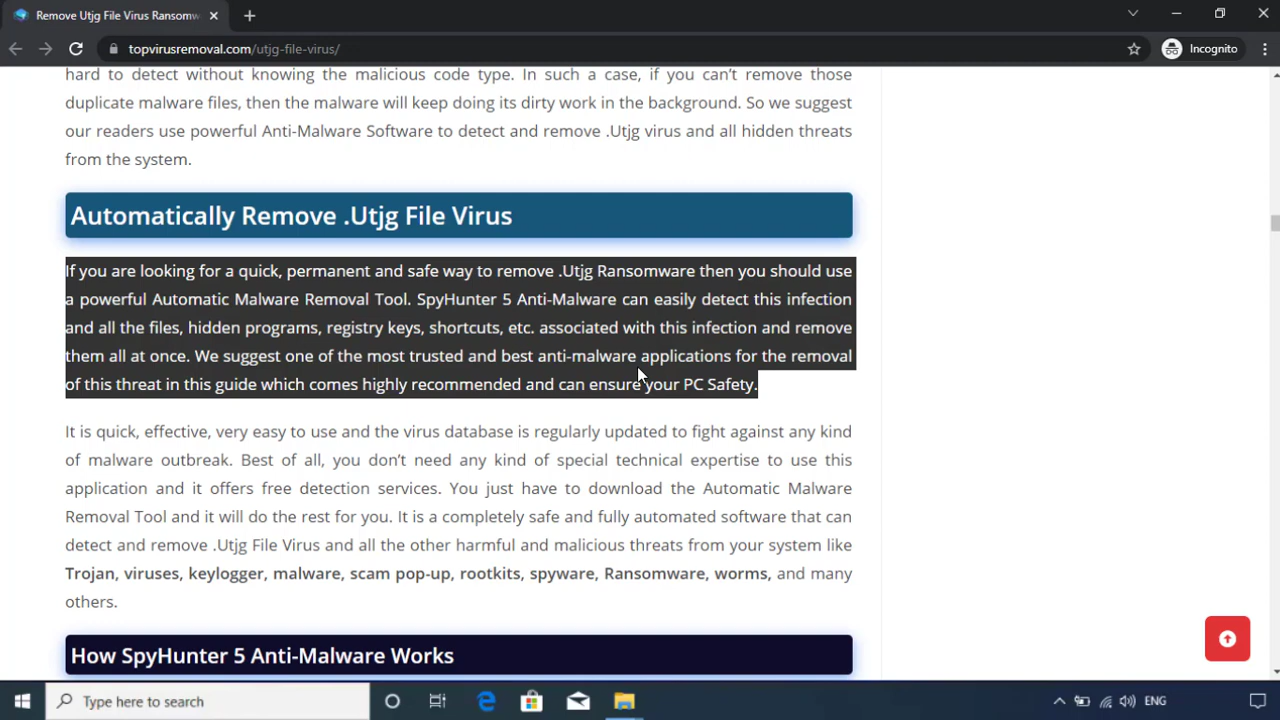 Remove Utjg File Virus Ransomw
topvirusremoval.com/utjg-file-virus/
Incognito
hard to detect without knowing the malicious code type. In such a case, if you can’t remove those
duplicate malware files, then the malware will keep doing its dirty work in the background. So we suggest
our readers use powerful Anti-Malware Software to detect and remove .Utjg virus and all hidden threats
from the system.
Automatically Remove .Utjg File Virus
If you are looking for a quick, permanent and safe way to remove .Utjg Ransomware then you should use
a powerful Automatic Malware Removal Tool. SpyHunter 5 Anti-Malware can easily detect this infection
and all the files, hidden programs, registry keys, shortcuts, etc. associated with this infection and remove
them all at once. We suggest one of the most trusted and best anti-malware applications for the removal
of this threat in this guide which comes highly recommended and can ensure your PC Safety.
It is quick, effective, very easy to use and the virus database is regularly updated to fight against any kind
of malware outbreak. Best of all, you don’t need any kind of special technical expertise to use this
application and it offers free detection services. You just have to download the Automatic Malware
Removal Tool and it will do the rest for you. It is a completely safe and fully automated software that can
detect and remove .Utjg File Virus and all the other harmful and malicious threats from your system like
Trojan, viruses, keylogger, malware, scam pop-up, rootkits, spyware, Ransomware, worms, and many
others.
How SpyHunter 5 Anti-Malware Works
Type here to search
ENG